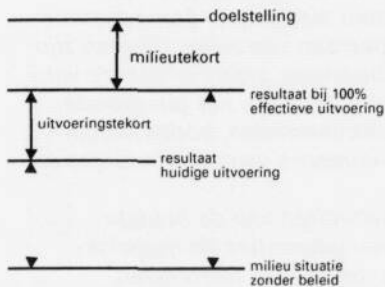 doelstelling
milieutekort
resultaat bij 100%
effectieve uitvoering
uitvoeringstekort
resultaat
huidige uitvoering
milieu situatie
zonder beleid